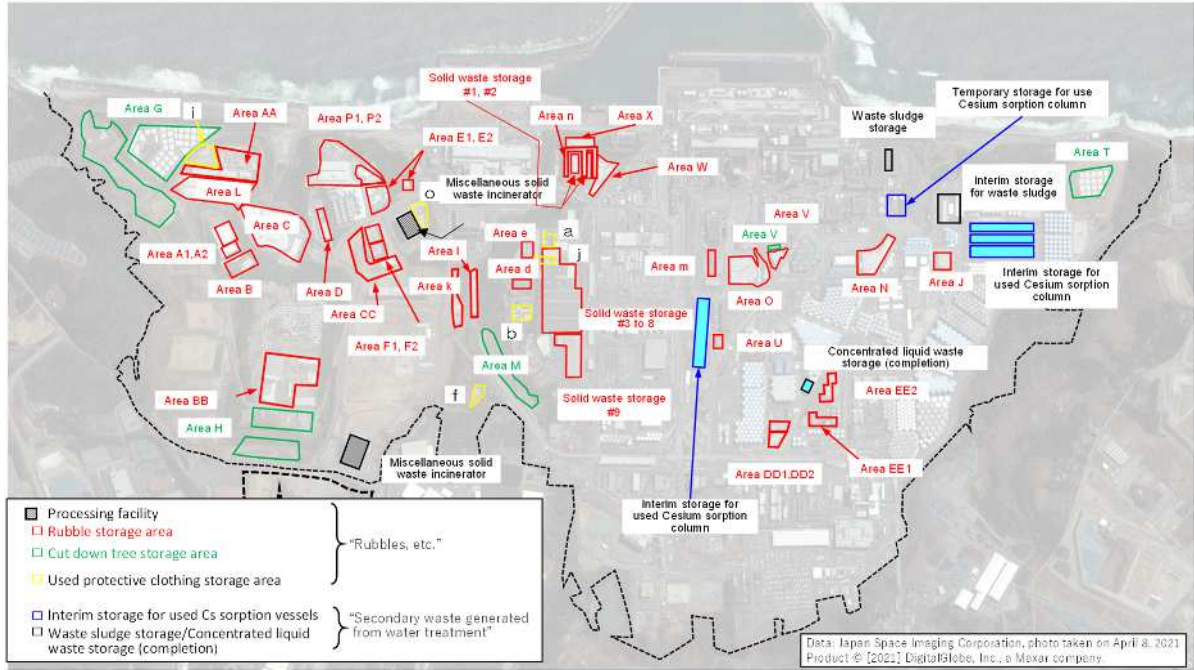 Solid waste storage
#1, #2
Temporary storage for use
Cesium sorption column
Area G
i
Area AA
Area P1, P2
Area E1, E2
Area n
Area X
Waste sludge
storage
Area T
Area W
Area L
o
Miscellaneous solid
waste incinerator
Interim storage
for waste sludge
Area C
Area V
Area V
a
Area A1,A2
Area e
j
Area l
Area d
Area m
Area B
Area D
Area k
Area O
Area N
Area J
Interim storage for
used Cesium sorption
column
Area CC
Solid waste storage
#3 to 8
b
Area F1, F2
Area U
Concentrated liquid waste
storage (completion)
Area M
f
Area BB
Solid waste storage
#9
Area EE2
Area H
Miscellaneous solid
waste incinerator
Area DD1,DD2
Area EE1
Interim storage for
used Cesium sorption
column
Processing facility
Rubble storage area
Cut down tree storage area
Used protective clothing storage area
"Rubbles, etc."
Interim storage for used Cs sorption vessels
Waste sludge storage/Concentrated liquid
waste storage (completion)
"Secondary waste generated
from water treatment"
Data: Japan Space Imaging Corporation, photo taken on April 8, 2021
Product © [2021] DigitalGlobe, Inc., a Maxar company.